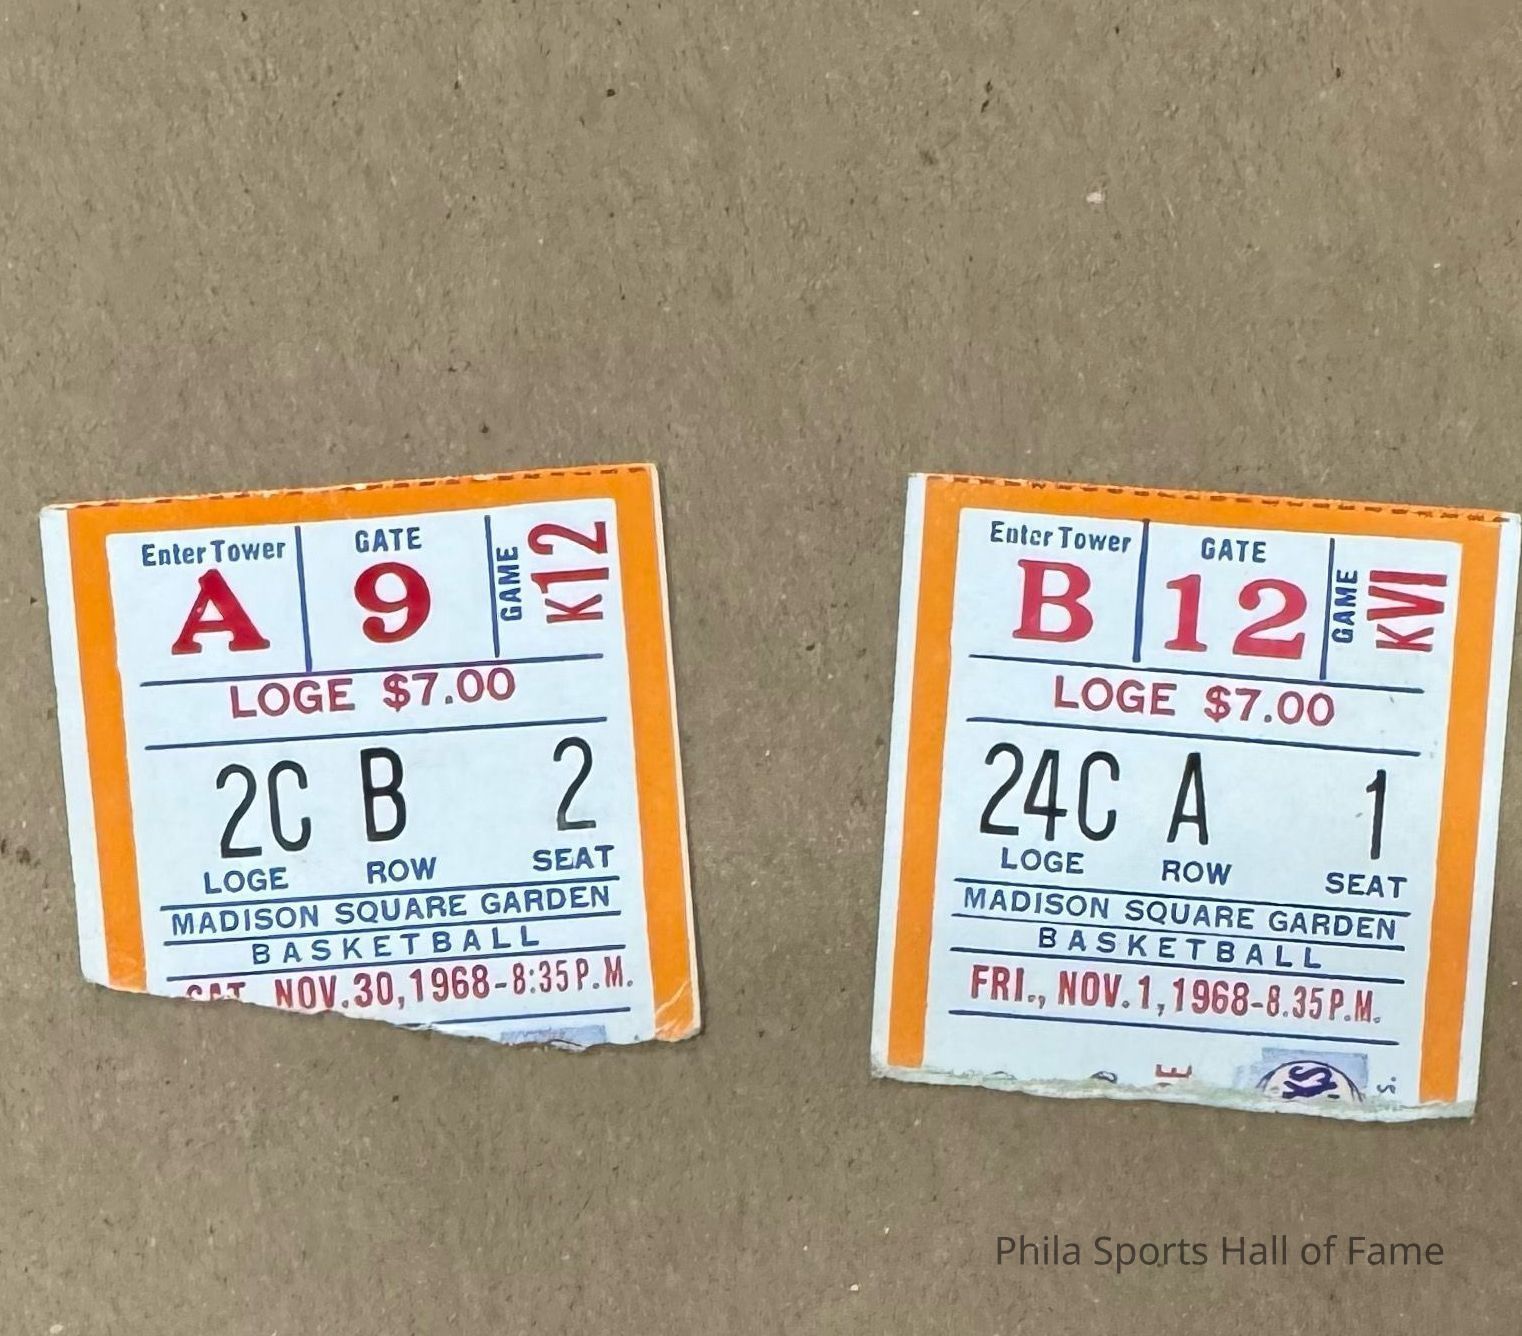 Enter Tower GATE GAME
A 9 K12
LOGE $7.00
2C B 2
LOGE ROW SEAT
MADISON SQUARE GARDEN
BASKETBALL
SAT. NOV.30,1968-8:35P.M.
Enter Tower GATE GAME
B 12 KVI
LOGE $7.00
24C A 1
LOGE ROW SEAT
MADISON SQUARE GARDEN
BASKETBALL
FRI., NOV.1,1968-8.35P.M.
Phila Sports Hall of Fame